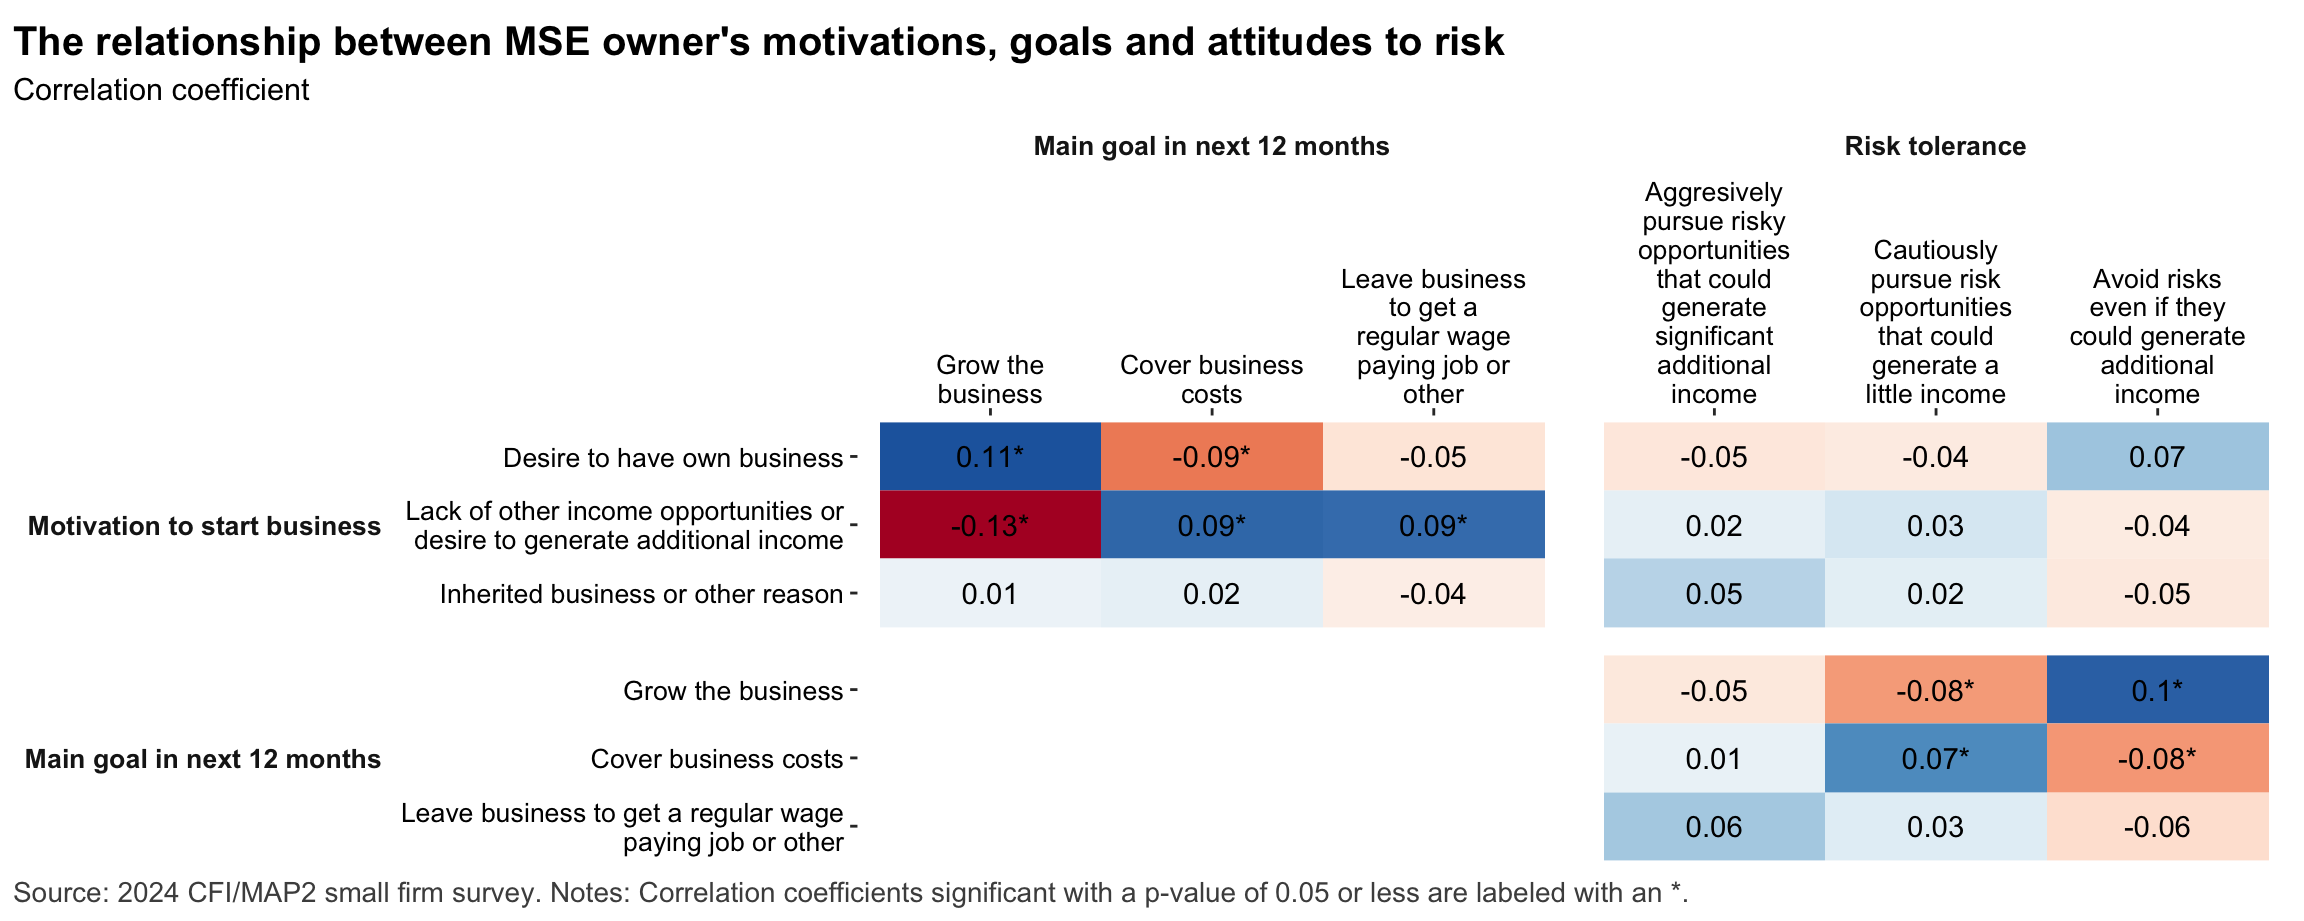 The relationship between MSE owner's motivations, goals and attitudes to risk
Correlation coefficient
Main goal in next 12 months
Risk tolerance
Grow the
business
Cover business
costs
Leave business
to get a
regular wage
paying job or
other
Aggresively
pursue risky
opportunities
that could
generate
significant
additional
income
Cautiously
pursue risk
opportunities
that could
generate a
little income
Avoid risks
even if they
could generate
additional
income
Motivation to start business
Desire to have own business
0.11* -0.09* -0.05 -0.05 -0.04 0.07
Lack of other income opportunities or
desire to generate additional income
-0.13* 0.09* 0.09* 0.02 0.03 -0.04
Inherited business or other reason
0.01 0.02 -0.04 0.05 0.02 -0.05
Main goal in next 12 months
Grow the business
-0.05 -0.08* 0.1*
Cover business costs
0.01 0.07* -0.08*
Leave business to get a regular wage
paying job or other
0.06 0.03 -0.06
Source: 2024 CFI/MAP2 small firm survey. Notes: Correlation coefficients significant with a p-value of 0.05 or less are labeled with an *.